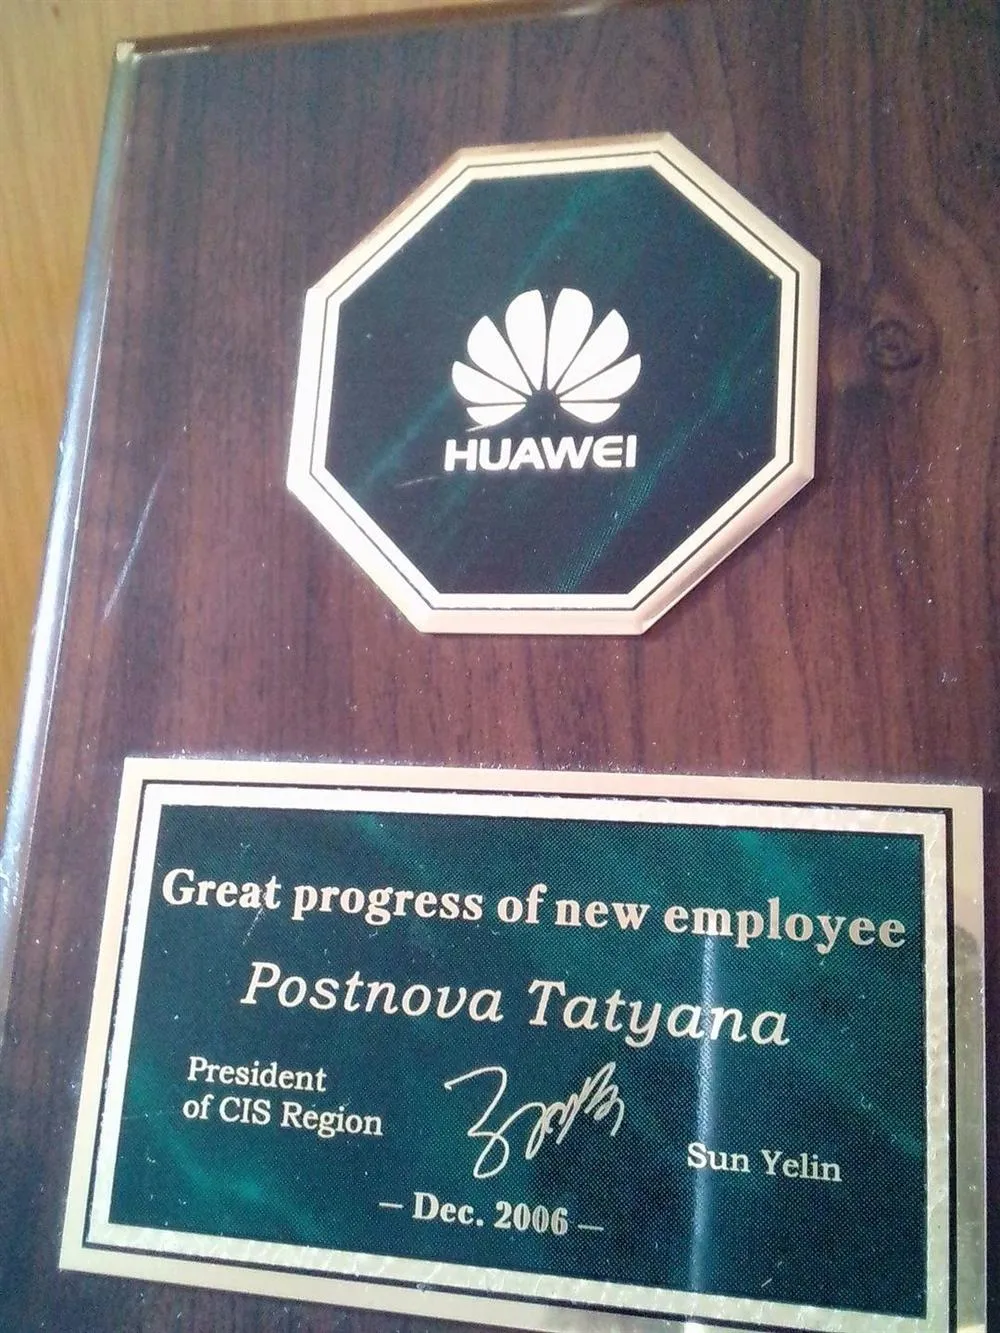 HUAWEI
Great progress of new employee
Postnova Tatyana
President
of CIS Region
Sun Yelin
– Dec. 2006 –